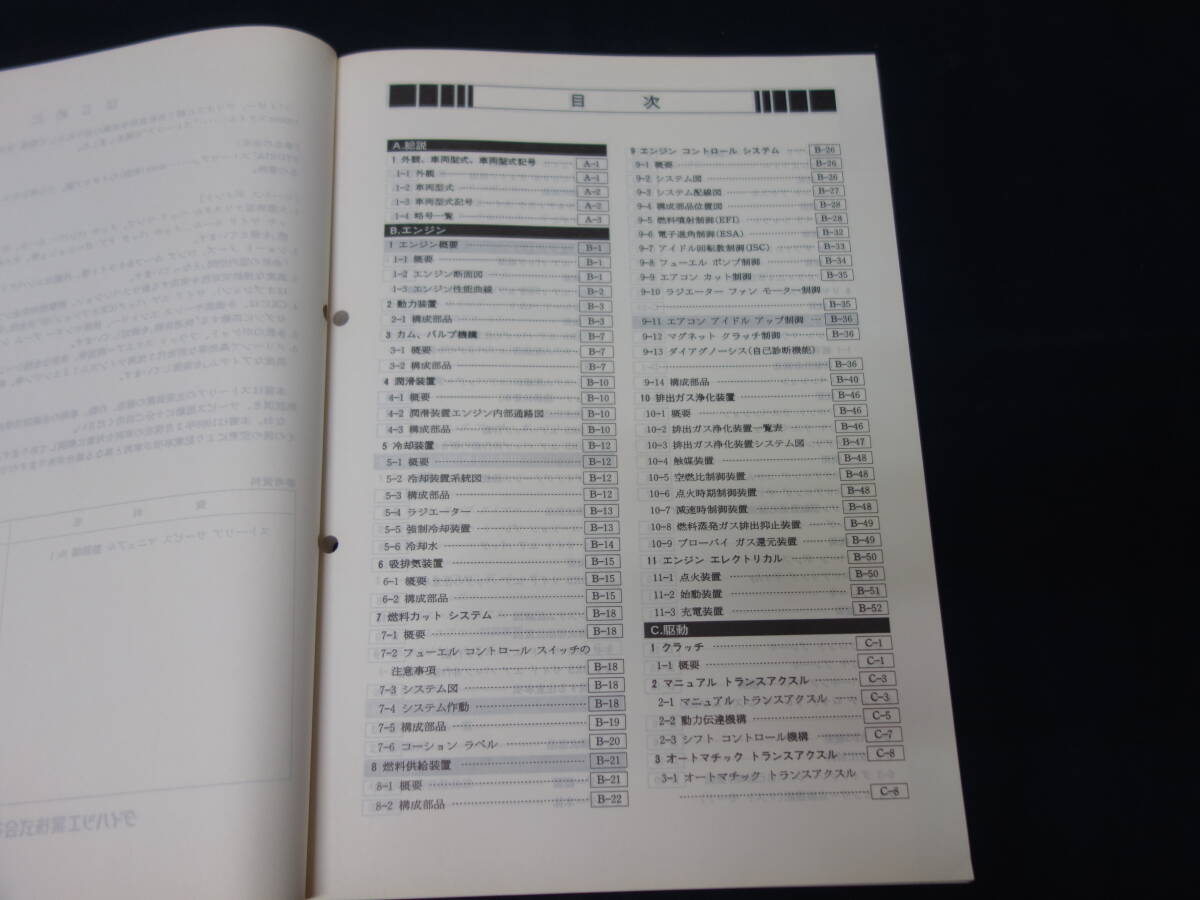 目 次
A.総説
1 外観、車両型式、車両型式記号 A-1
1-1 外観 A-1
1-2 車両型式 A-2
1-3 車両型式記号 A-2
1-4 略号一覧 A-3
B.エンジン
1 エンジン概要 B-1
1-1 概要 B-1
1-2 エンジン断面図 B-1
1-3 エンジン性能曲線 B-2
2 動力装置 B-3
2-1 構成部品 B-3
3 カム、バルブ機構 B-7
3-1 概要 B-7
3-2 構成部品 B-7
4 潤滑装置 B-10
4-1 概要 B-10
4-2 潤滑装置エンジン内部通路図 B-10
4-3 構成部品 B-10
5 冷却装置 B-12
5-1 概要 B-12
5-2 冷却装置系統図 B-12
5-3 構成部品 B-12
5-4 ラジエーター B-13
5-5 強制冷却装置 B-13
5-6 冷却水 B-14
6 吸排気装置 B-15
6-1 概要 B-15
6-2 構成部品 B-15
7 燃料カット システム B-18
7-1 概要 B-18
7-2 フューエル コントロール スイッチの
注意事項 B-18
7-3 システム図 B-18
7-4 システム作動 B-18
7-5 構成部品 B-19
7-6 コーション ラベル B-20
8 燃料供給装置 B-21
8-1 概要 B-21
8-2 構成部品 B-22
9 エンジン コントロール システム B-26
9-1 概要 B-26
9-2 システム図 B-26
9-3 システム配線図 B-27
9-4 構成部品位置図 B-28
9-5 燃料噴射制御(EFI) B-28
9-6 電子進角制御(ESA) B-32
9-7 アイドル回転数制御(ISC) B-33
9-8 フューエル ポンプ制御 B-34
9-9 エアコン カット制御 B-35
9-10 ラジエーター ファン モーター制御
B-35
9-11 エアコン アイドル アップ制御 B-36
9-12 マグネット クラッチ制御 B-36
9-13 ダイアグノーシス(自己診断機能)
B-36
9-14 構成部品 B-40
10 排出ガス浄化装置 B-46
10-1 概要 B-46
10-2 排出ガス浄化装置一覧表 B-46
10-3 排出ガス浄化装置システム図 B-47
10-4 触媒装置 B-48
10-5 空燃比制御装置 B-48
10-6 点火時期制御装置 B-48
10-7 減速時制御装置 B-48
10-8 燃料蒸発ガス排出抑止装置 B-49
10-9 ブローバイ ガス還元装置 B-49
11 エンジン エレクトリカル B-50
11-1 点火装置 B-50
11-2 始動装置 B-51
11-3 充電装置 B-52
C.駆動
1 クラッチ C-1
1-1 概要 C-1
2 マニュアル トランスアクスル C-3
2-1 マニュアル トランスアクスル C-3
2-2 動力伝達機構 C-5
2-3 シフト コントロール機構 C-7
3 オートマチック トランスアクスル C-8
3-1 オートマチック トランスアクスル
C-8